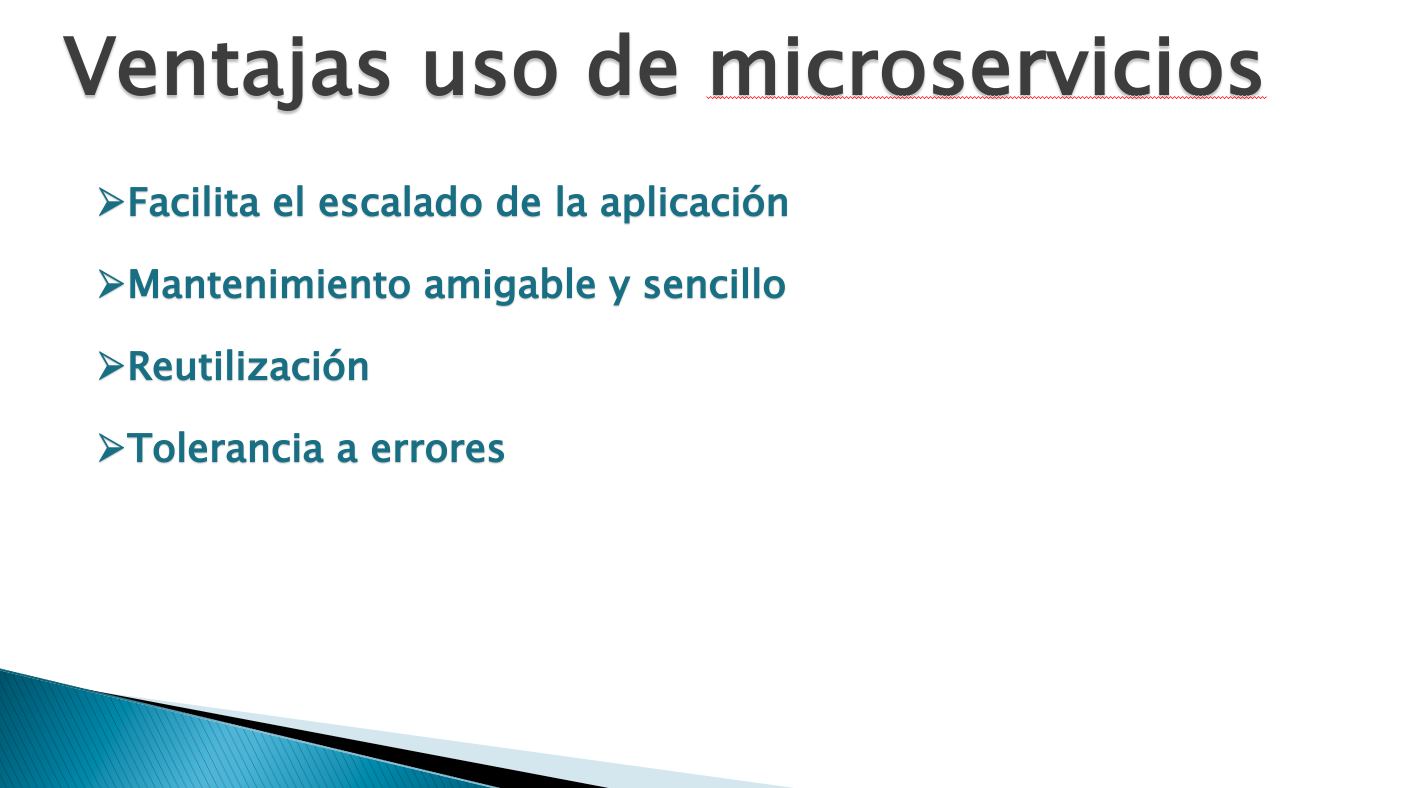 Ventajas uso de microservicios
➢Facilita el escalado de la aplicación
➢Mantenimiento amigable y sencillo
➢Reutilización
➢Tolerancia a errores